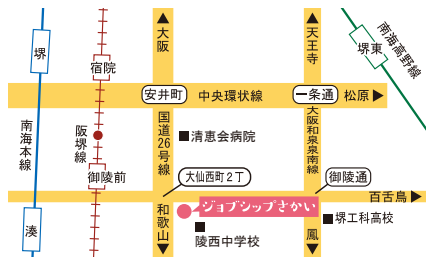 大阪
天王寺
南海高野線
堺
堺東
宿院
安井町
中央環状線
一条通
松原
南海本線
阪堺線
国道26号線
清恵会病院
大阪和泉泉南線
御陵前
大仙西町2丁
御陵通
百舌鳥
湊
和歌山
ジョブシップさかい
陵西中学校
鳳
堺工科高校